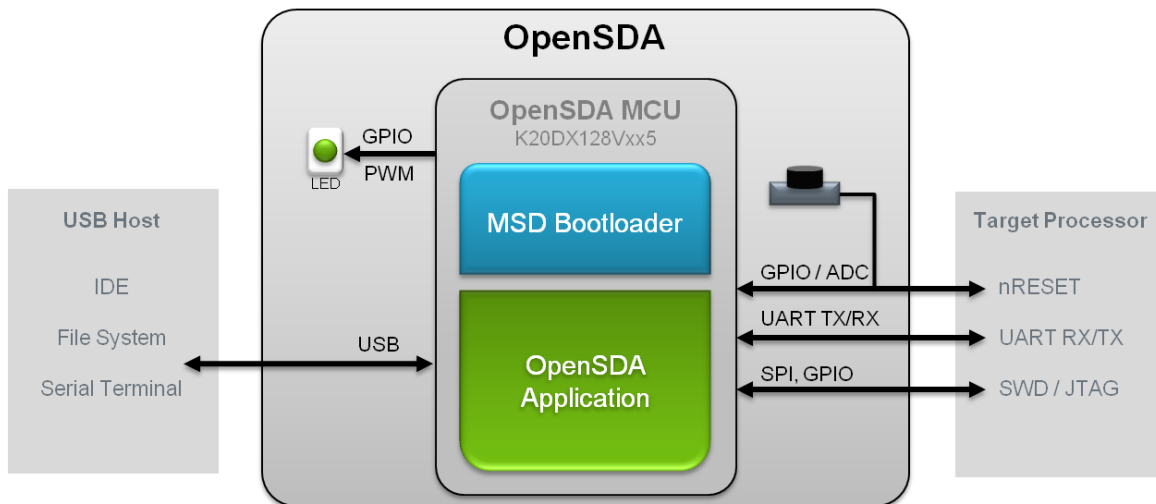 OpenSDA
OpenSDA MCU
K20DX128Vxx5
GPIO
PWM
LED
MSD Bootloader
OpenSDA
Application
USB Host
IDE
File System
Serial Terminal
USB
GPIO / ADC
UART TX/RX
SPI, GPIO
Target Processor
nRESET
UART RX/TX
SWD / JTAG